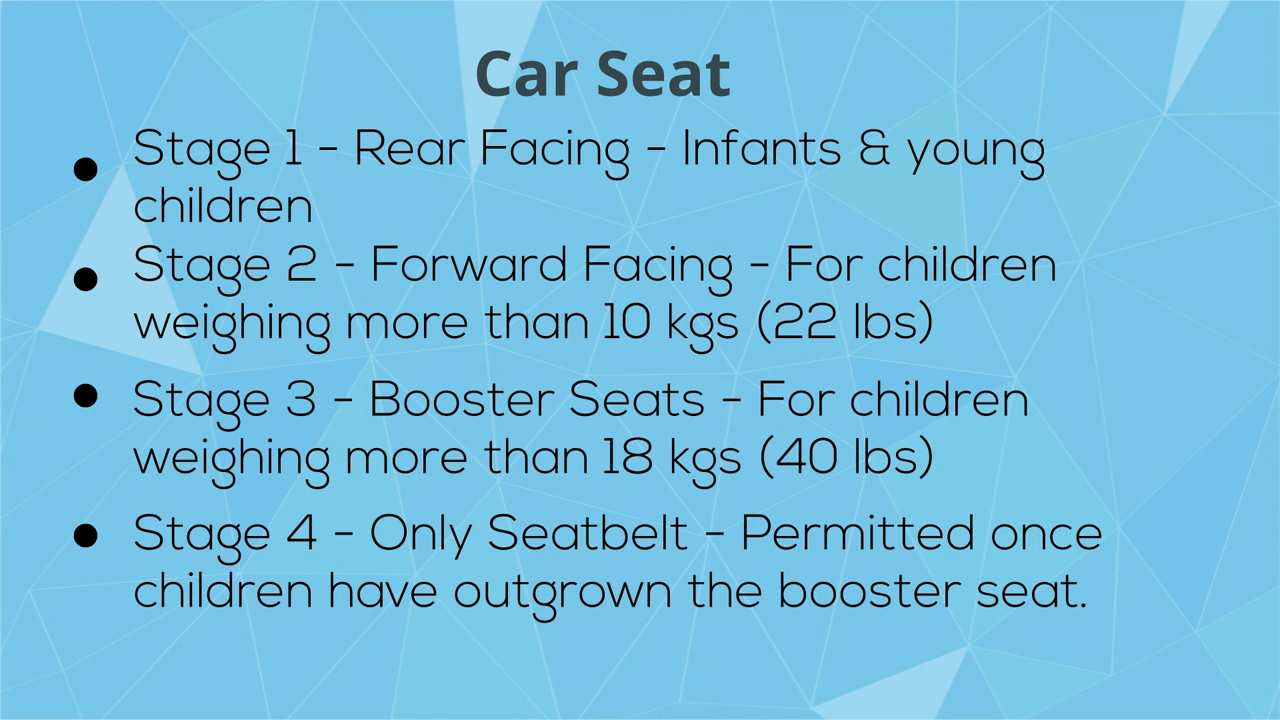 Car Seat
● Stage 1 - Rear Facing - Infants & young
children
● Stage 2 - Forward Facing - For children
weighing more than 10 kgs (22 lbs)
● Stage 3 - Booster Seats - For children
weighing more than 18 kgs (40 lbs)
● Stage 4 - Only Seatbelt - Permitted once
children have outgrown the booster seat.